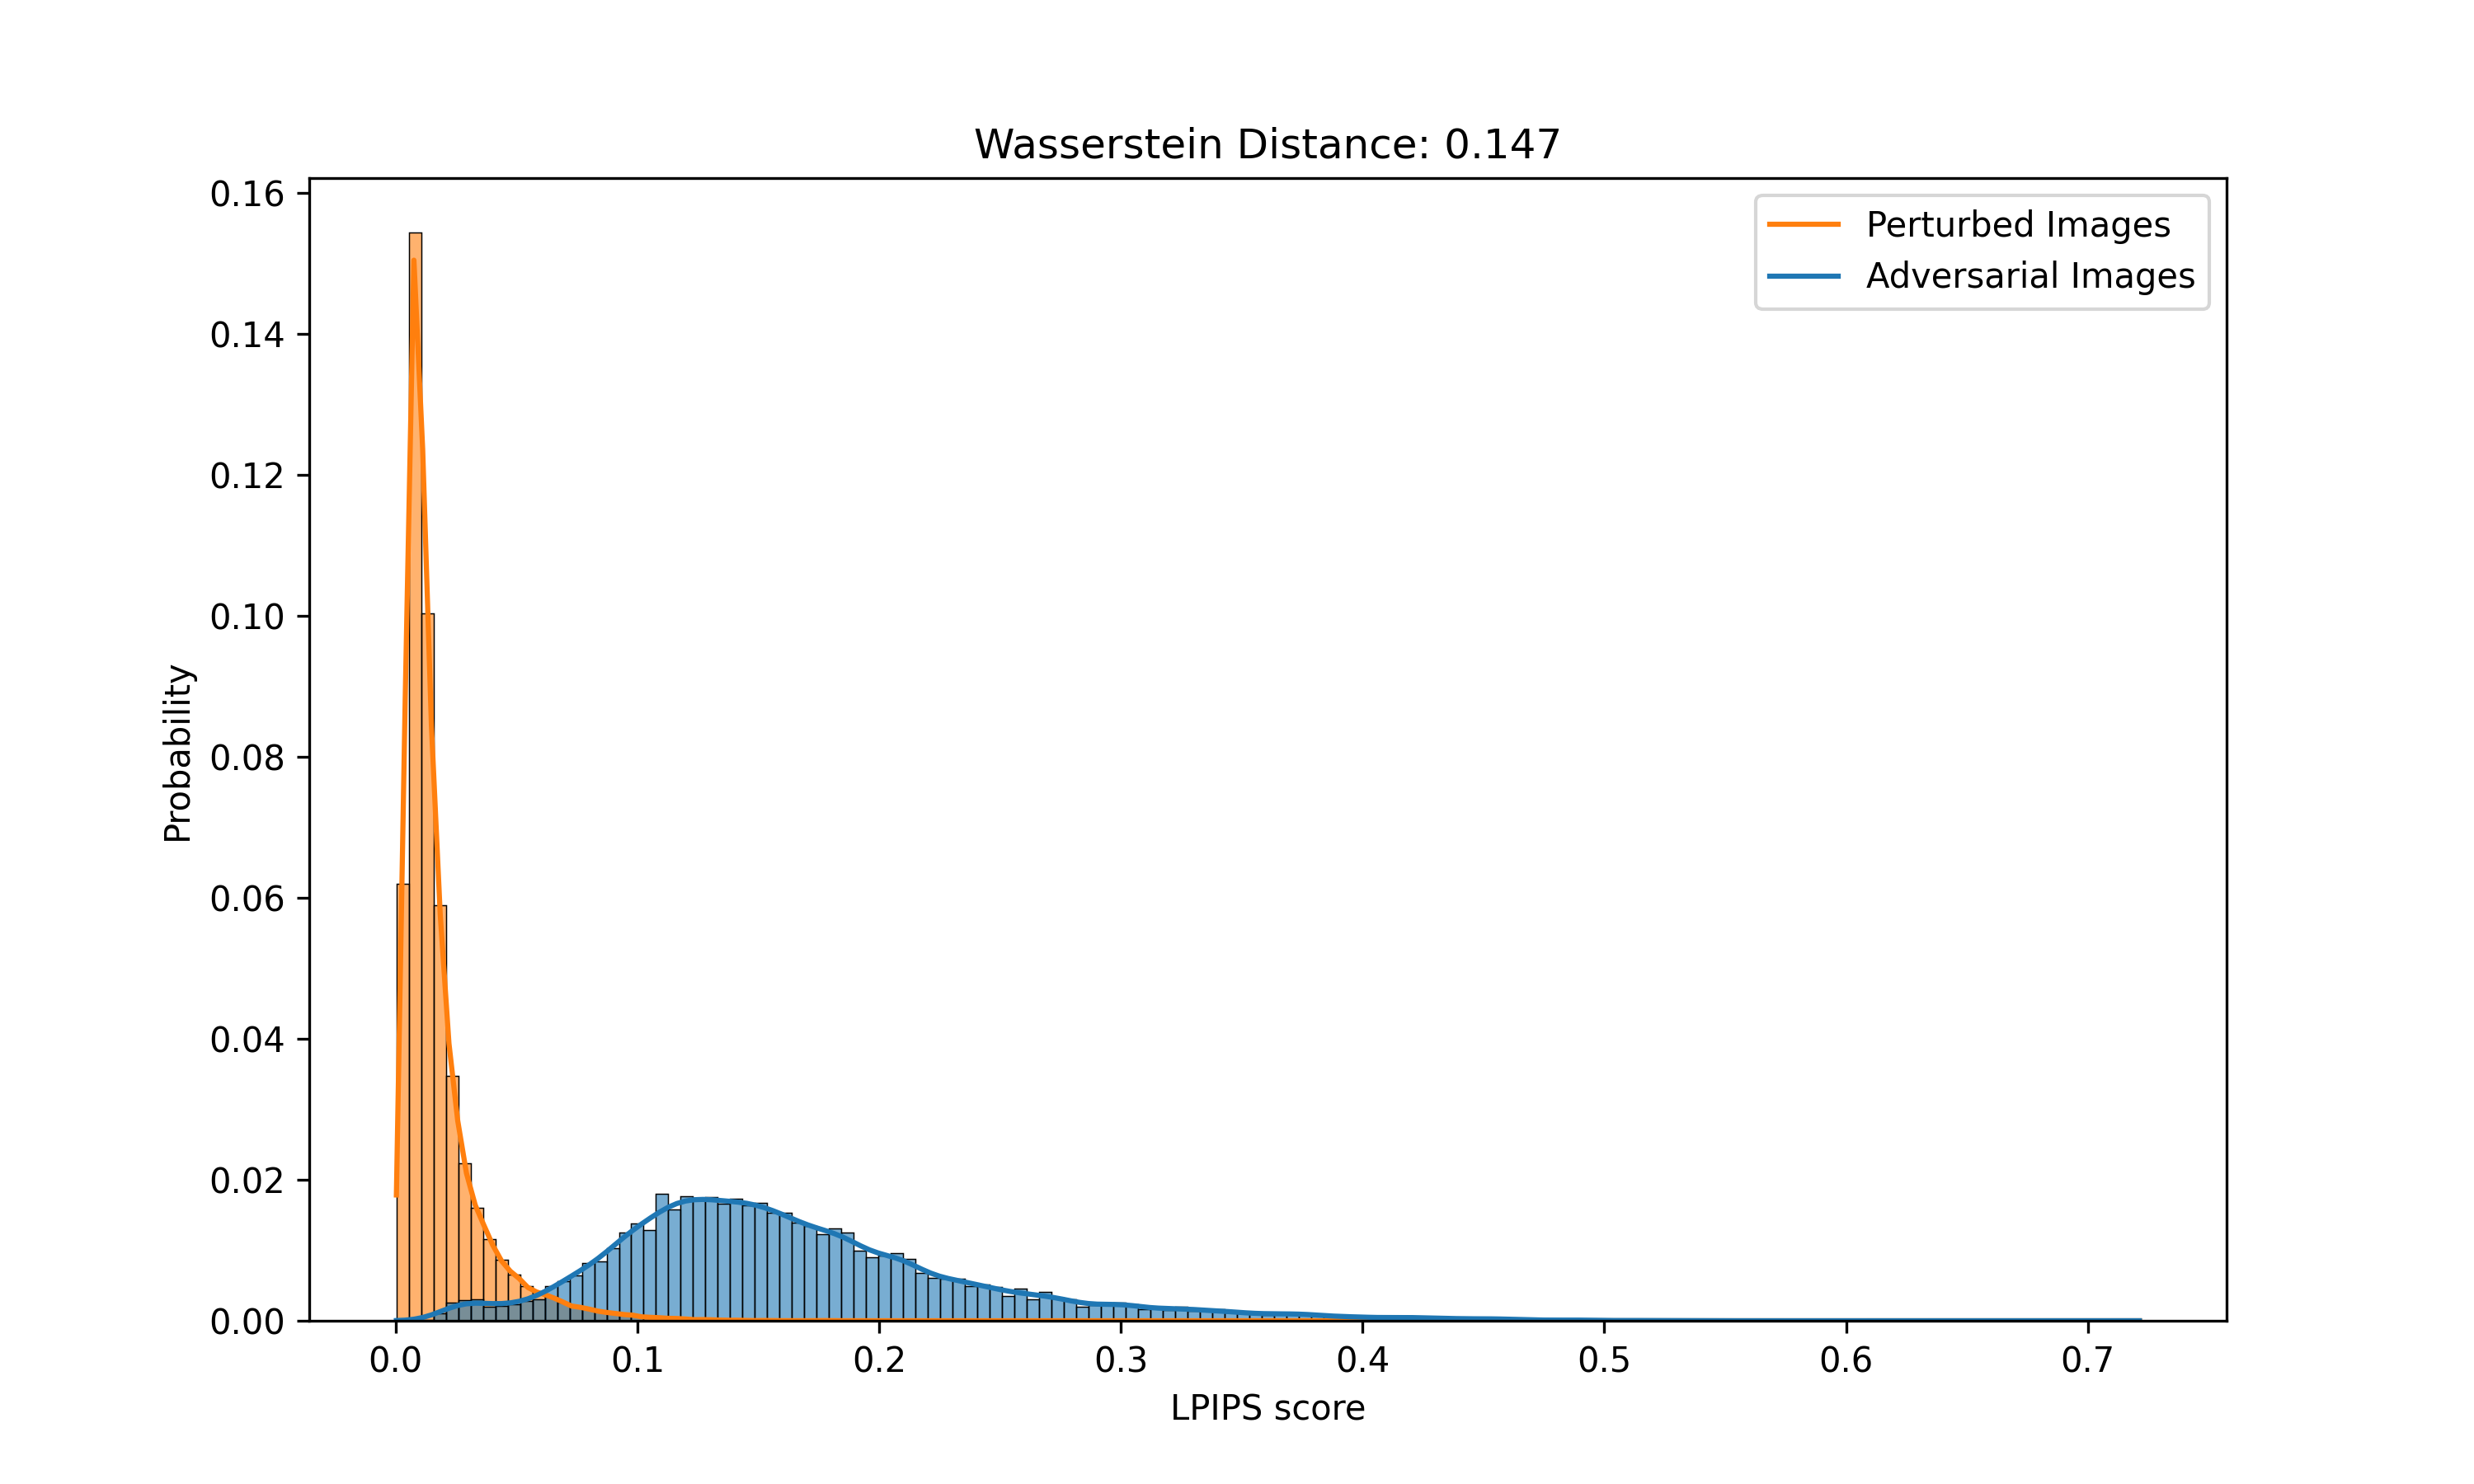 Wasserstein Distance: 0.147
Perturbed Images
Adversarial Images
0.16
0.14
0.12
0.10
0.08
0.06
0.04
0.02
0.00
Probability
0.0 0.1 0.2 0.3 0.4 0.5 0.6 0.7
LPIPS score